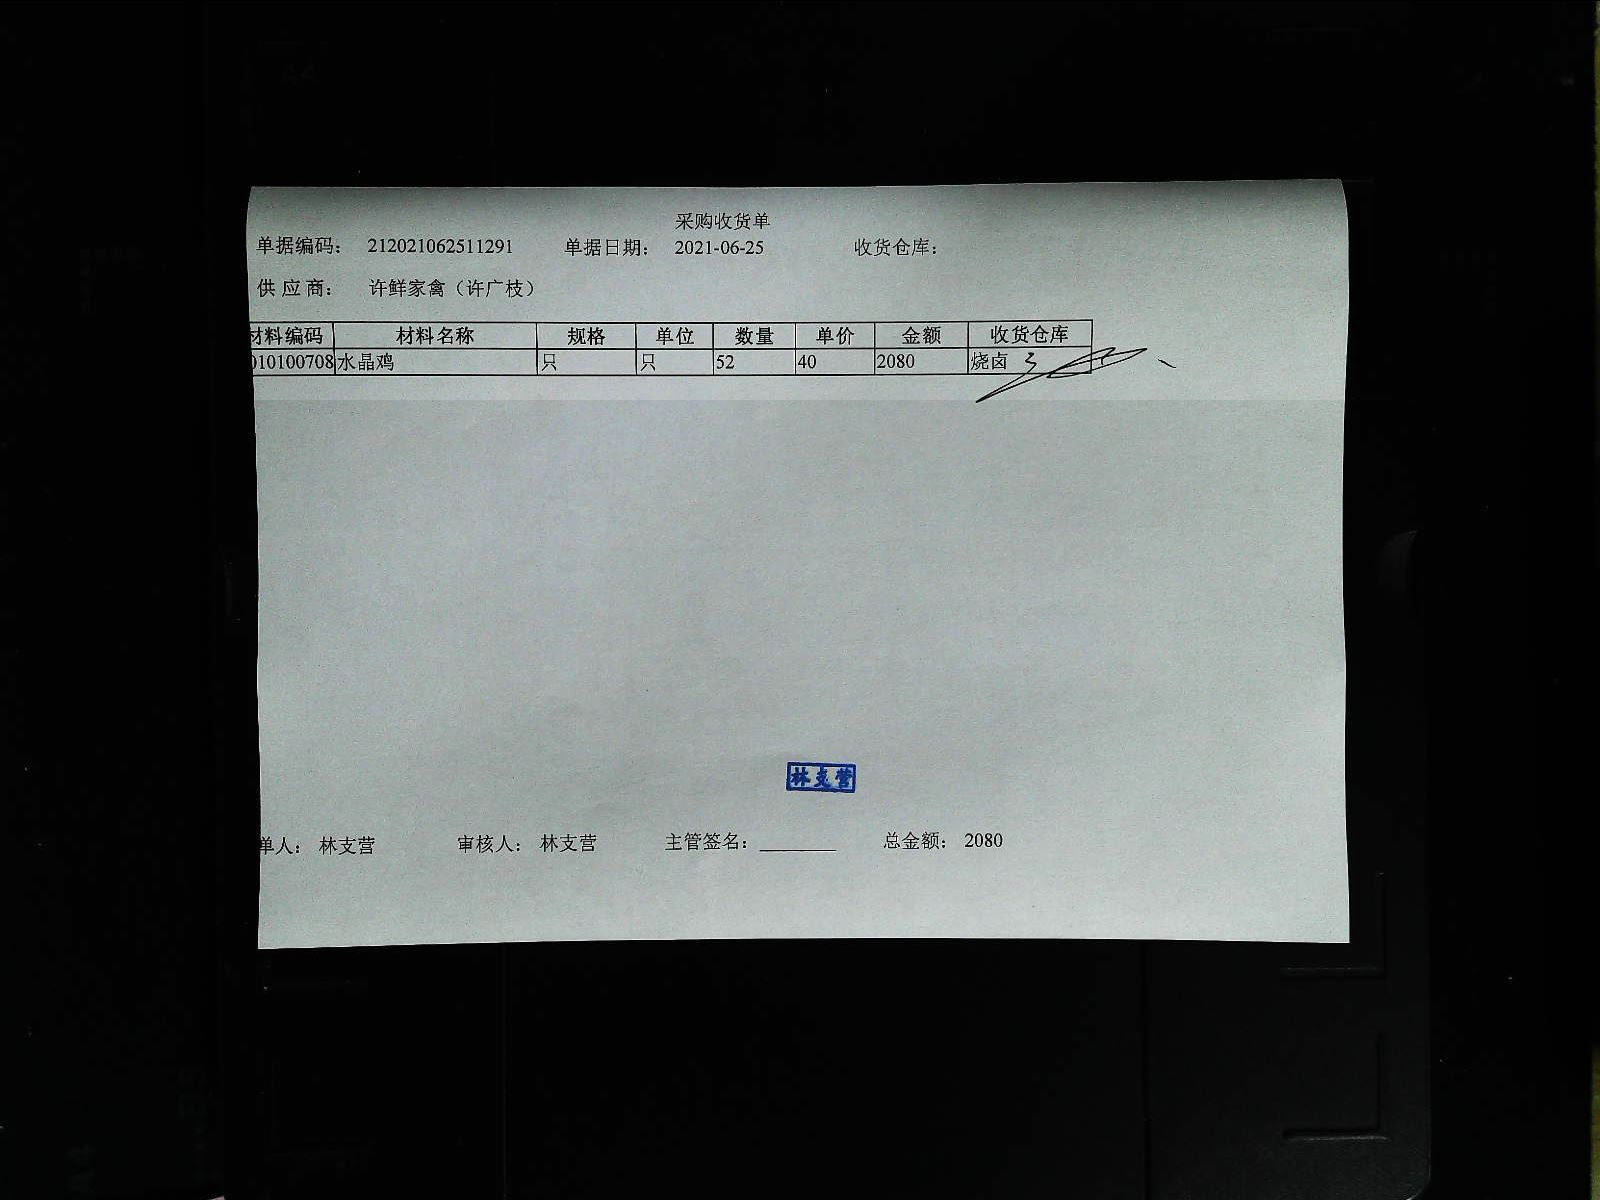 采购收货单
单据编码： 212021062511291 单据日期： 2021-06-25 收货仓库：
供 应 商： 许鲜家禽（许广枝）
材料编码 材料名称 规格 单位 数量 单价 金额 收货仓库
010100708 水晶鸡 只 只 52 40 2080 烧卤
林支营
单人： 林支营 审核人： 林支营 主管签名：________ 总金额： 2080